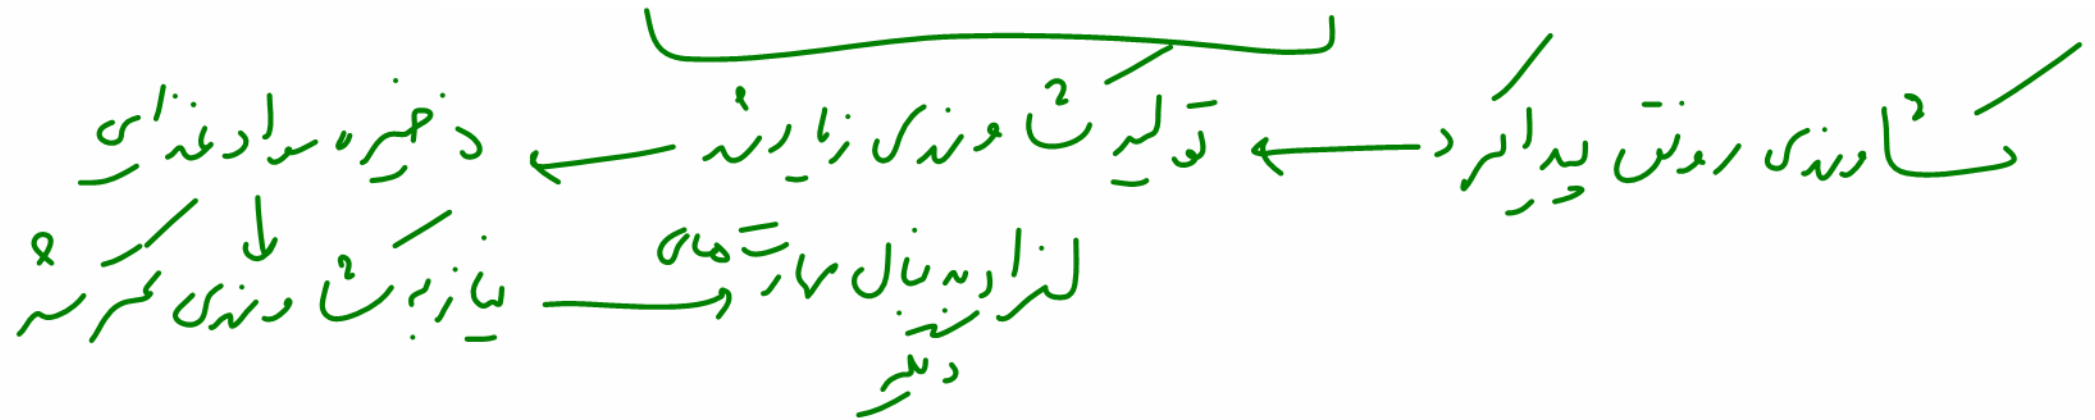 کشاورزی رونق پیدا کرد ← تولید کشاورزی زیاد شد ← ذخیره مواد غذایی
↓
نیاز به کشاورزی کمتر شد → افراد به دنبال مهارت‌های
دیگر